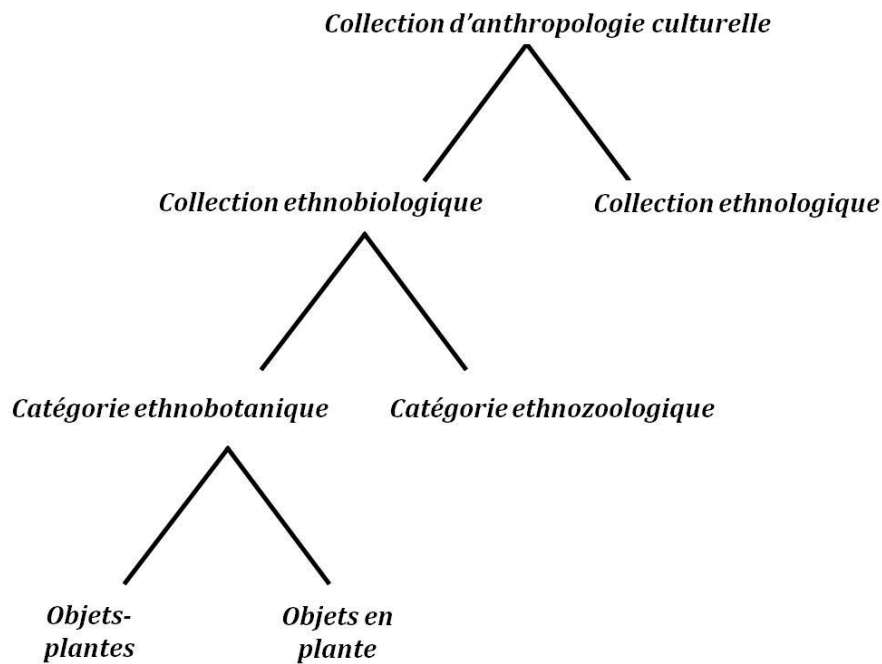 Collection d’anthropologie culturelle
Collection ethnobiologique
Collection ethnologique
Catégorie ethnobotanique
Catégorie ethnozoologique
Objets-
plantes
Objets en
plante